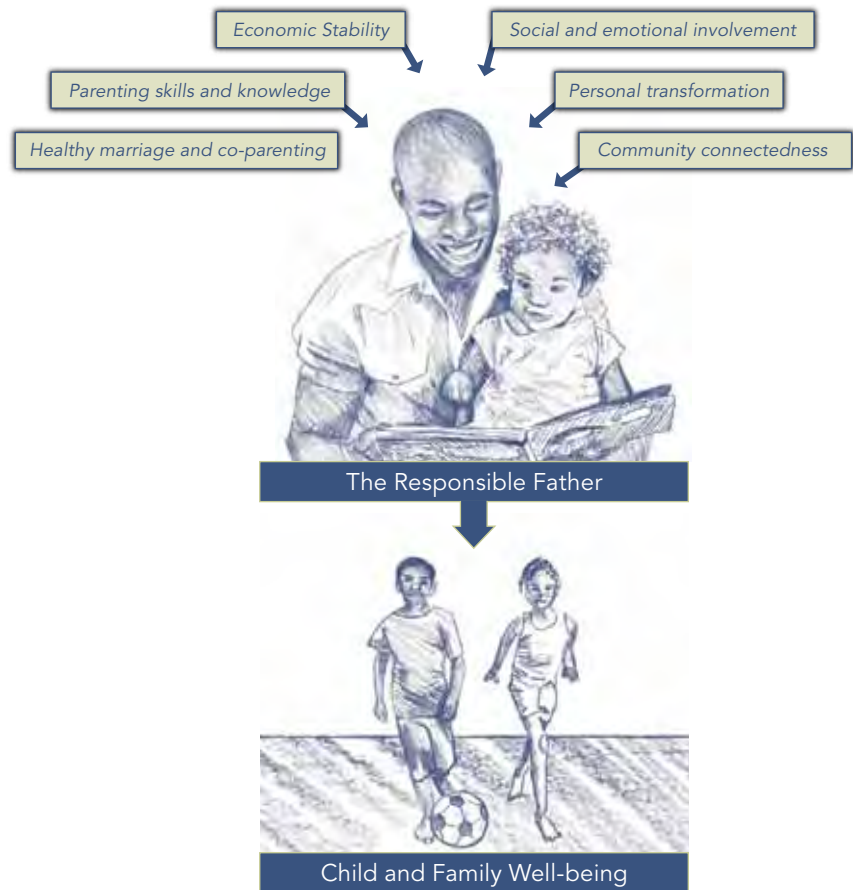 Economic Stability
Social and emotional involvement
Parenting skills and knowledge
Personal transformation
Healthy marriage and co-parenting
Community connectedness
The Responsible Father
Child and Family Well-being